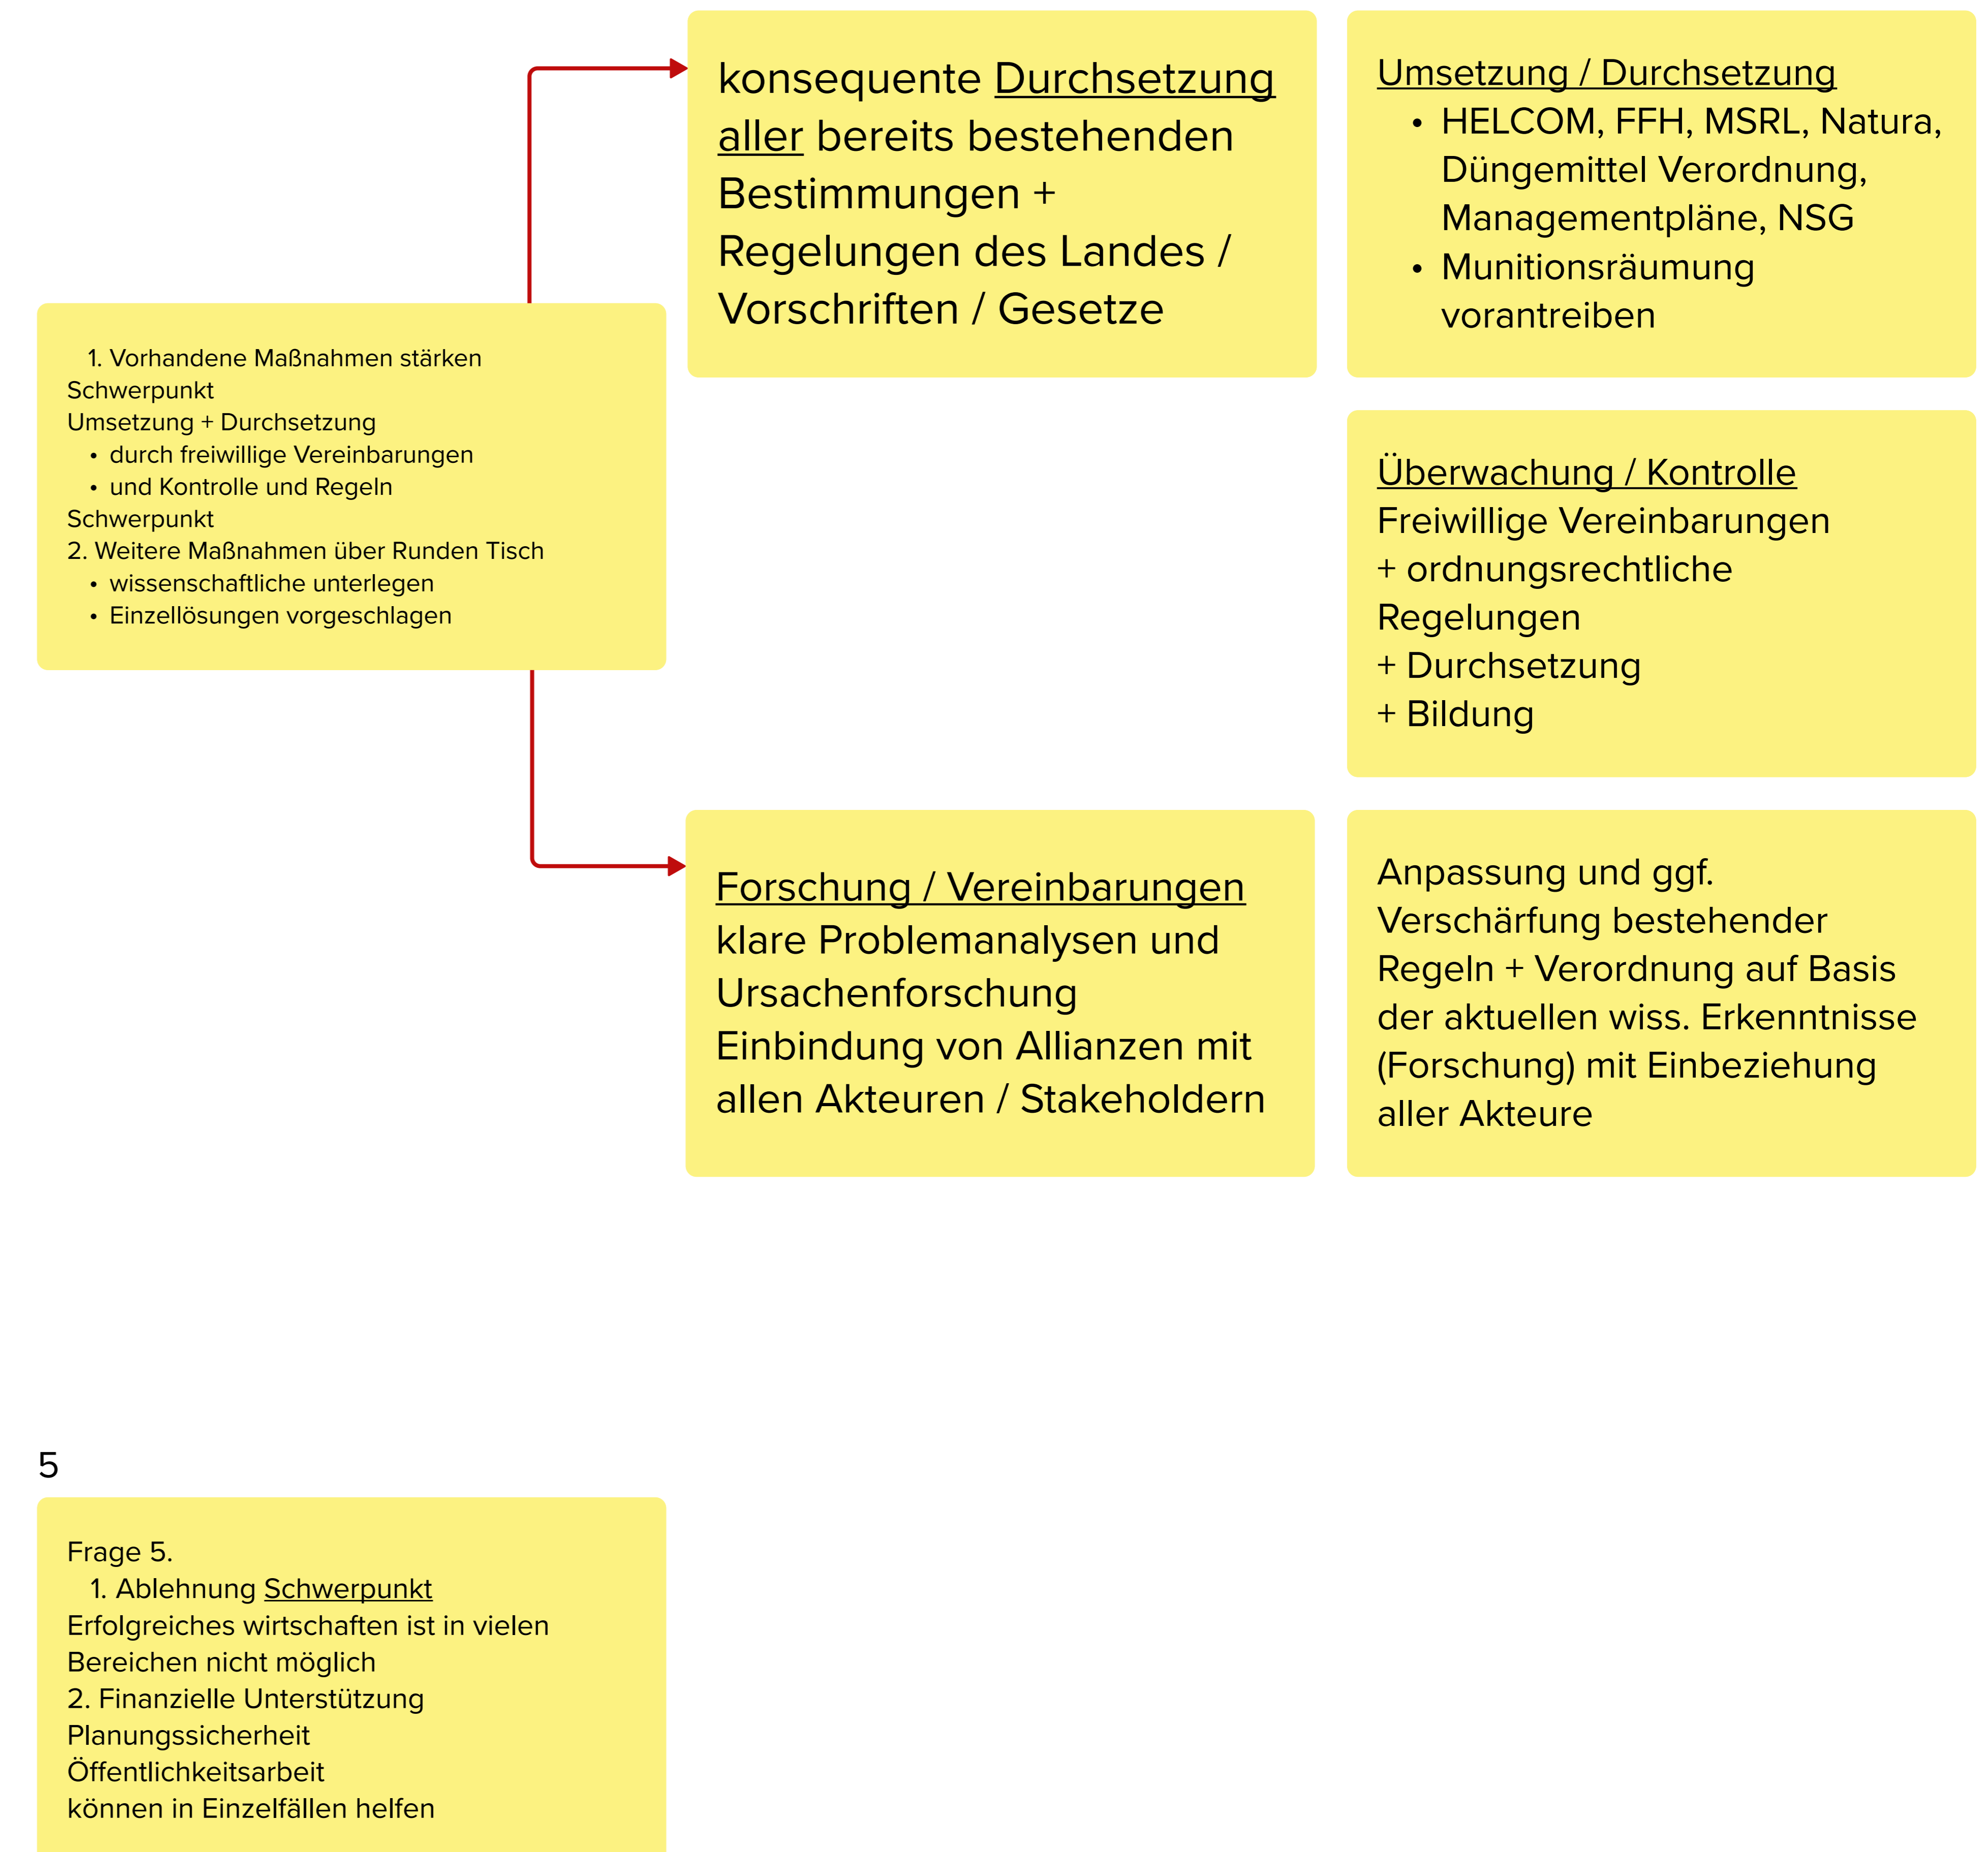 konsequente Durchsetzung
aller bereits bestehenden
Bestimmungen +
Regelungen des Landes /
Vorschriften / Gesetze
Umsetzung / Durchsetzung
• HELCOM, FFH, MSRL, Natura,
Düngemittel Verordnung,
Managementpläne, NSG
• Munitionsräumung
vorantreiben
1. Vorhandene Maßnahmen stärken
Schwerpunkt
Umsetzung + Durchsetzung
• durch freiwillige Vereinbarungen
• und Kontrolle und Regeln
Schwerpunkt
2. Weitere Maßnahmen über Runden Tisch
• wissenschaftliche unterlegen
• Einzellösungen vorgeschlagen
Überwachung / Kontrolle
Freiwillige Vereinbarungen
+ ordnungsrechtliche
Regelungen
+ Durchsetzung
+ Bildung
Forschung / Vereinbarungen
klare Problemanalysen und
Ursachenforschung
Einbindung von Allianzen mit
allen Akteuren / Stakeholdern
Anpassung und ggf.
Verschärfung bestehender
Regeln + Verordnung auf Basis
der aktuellen wiss. Erkenntnisse
(Forschung) mit Einbeziehung
aller Akteure
5
Frage 5.
1. Ablehnung Schwerpunkt
Erfolgreiches wirtschaften ist in vielen
Bereichen nicht möglich
2. Finanzielle Unterstützung
Planungssicherheit
Öffentlichkeitsarbeit
können in Einzelfällen helfen